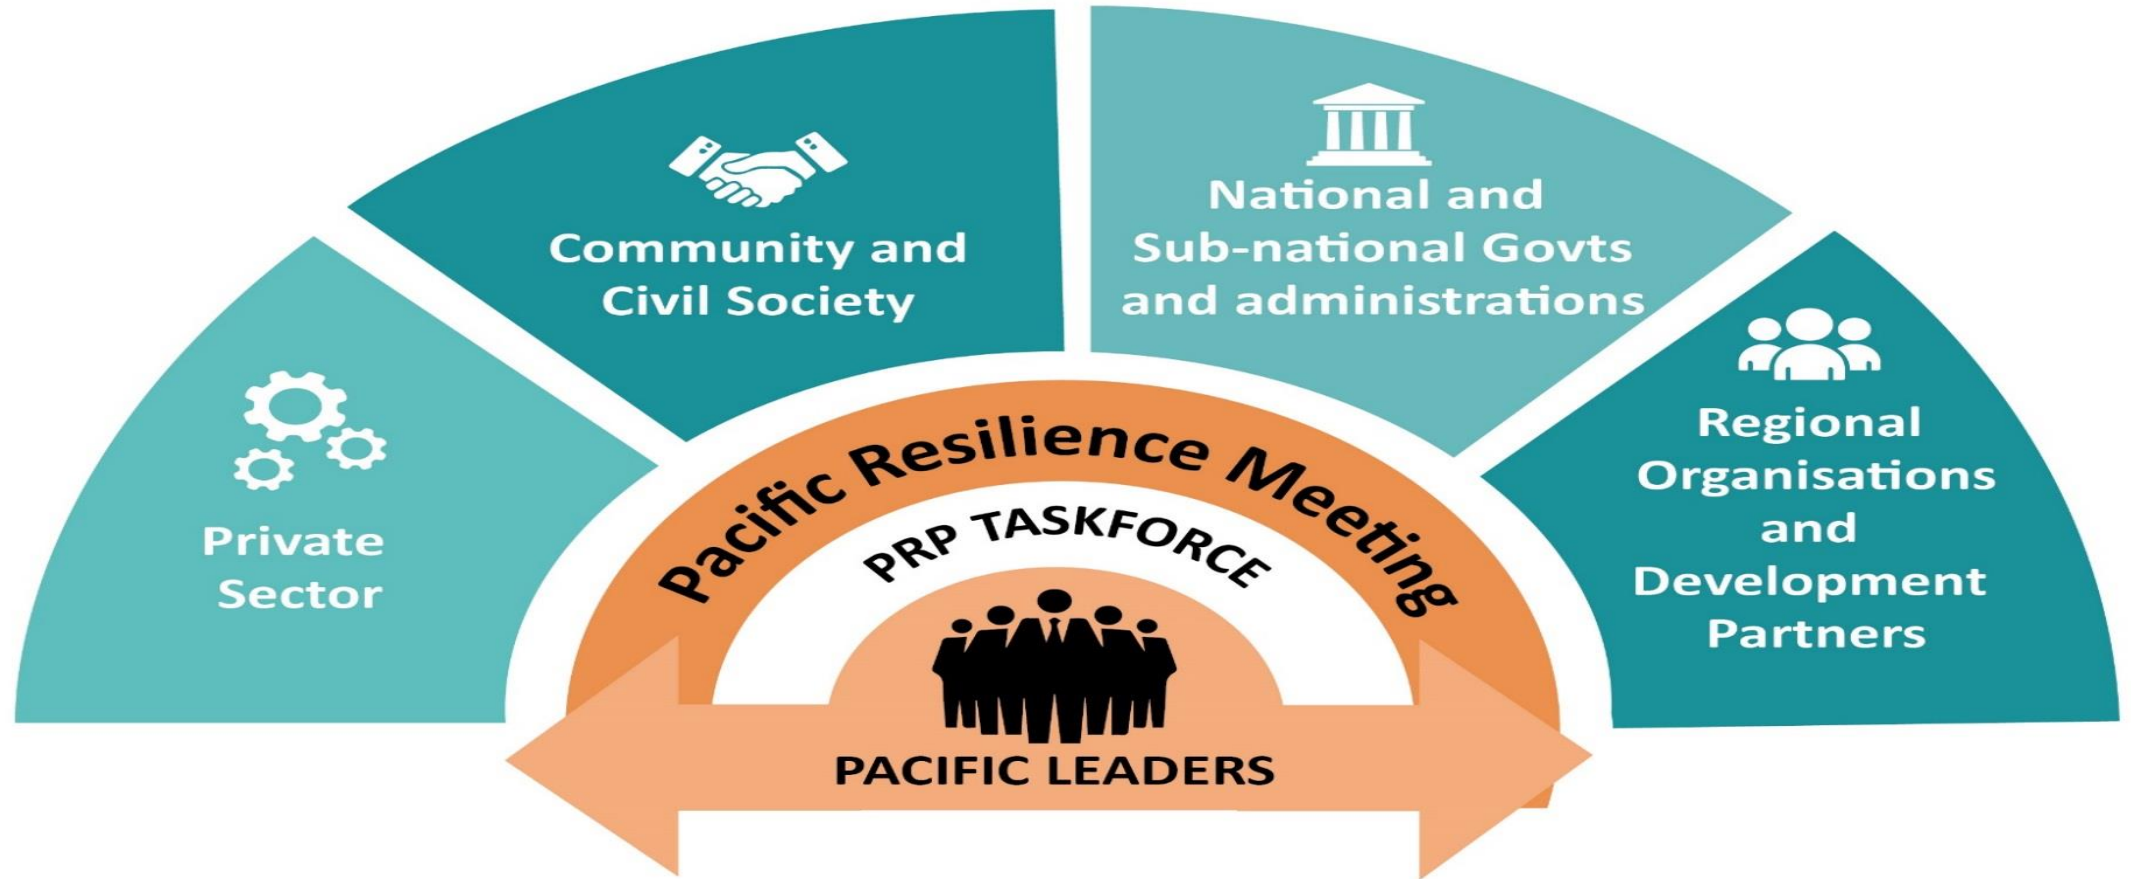 Private
Sector
Community and
Civil Society
National and
Sub-national Govts
and administrations
Regional
Organisations
and
Development
Partners
Pacific Resilience Meeting
PRP TASKFORCE
PACIFIC LEADERS